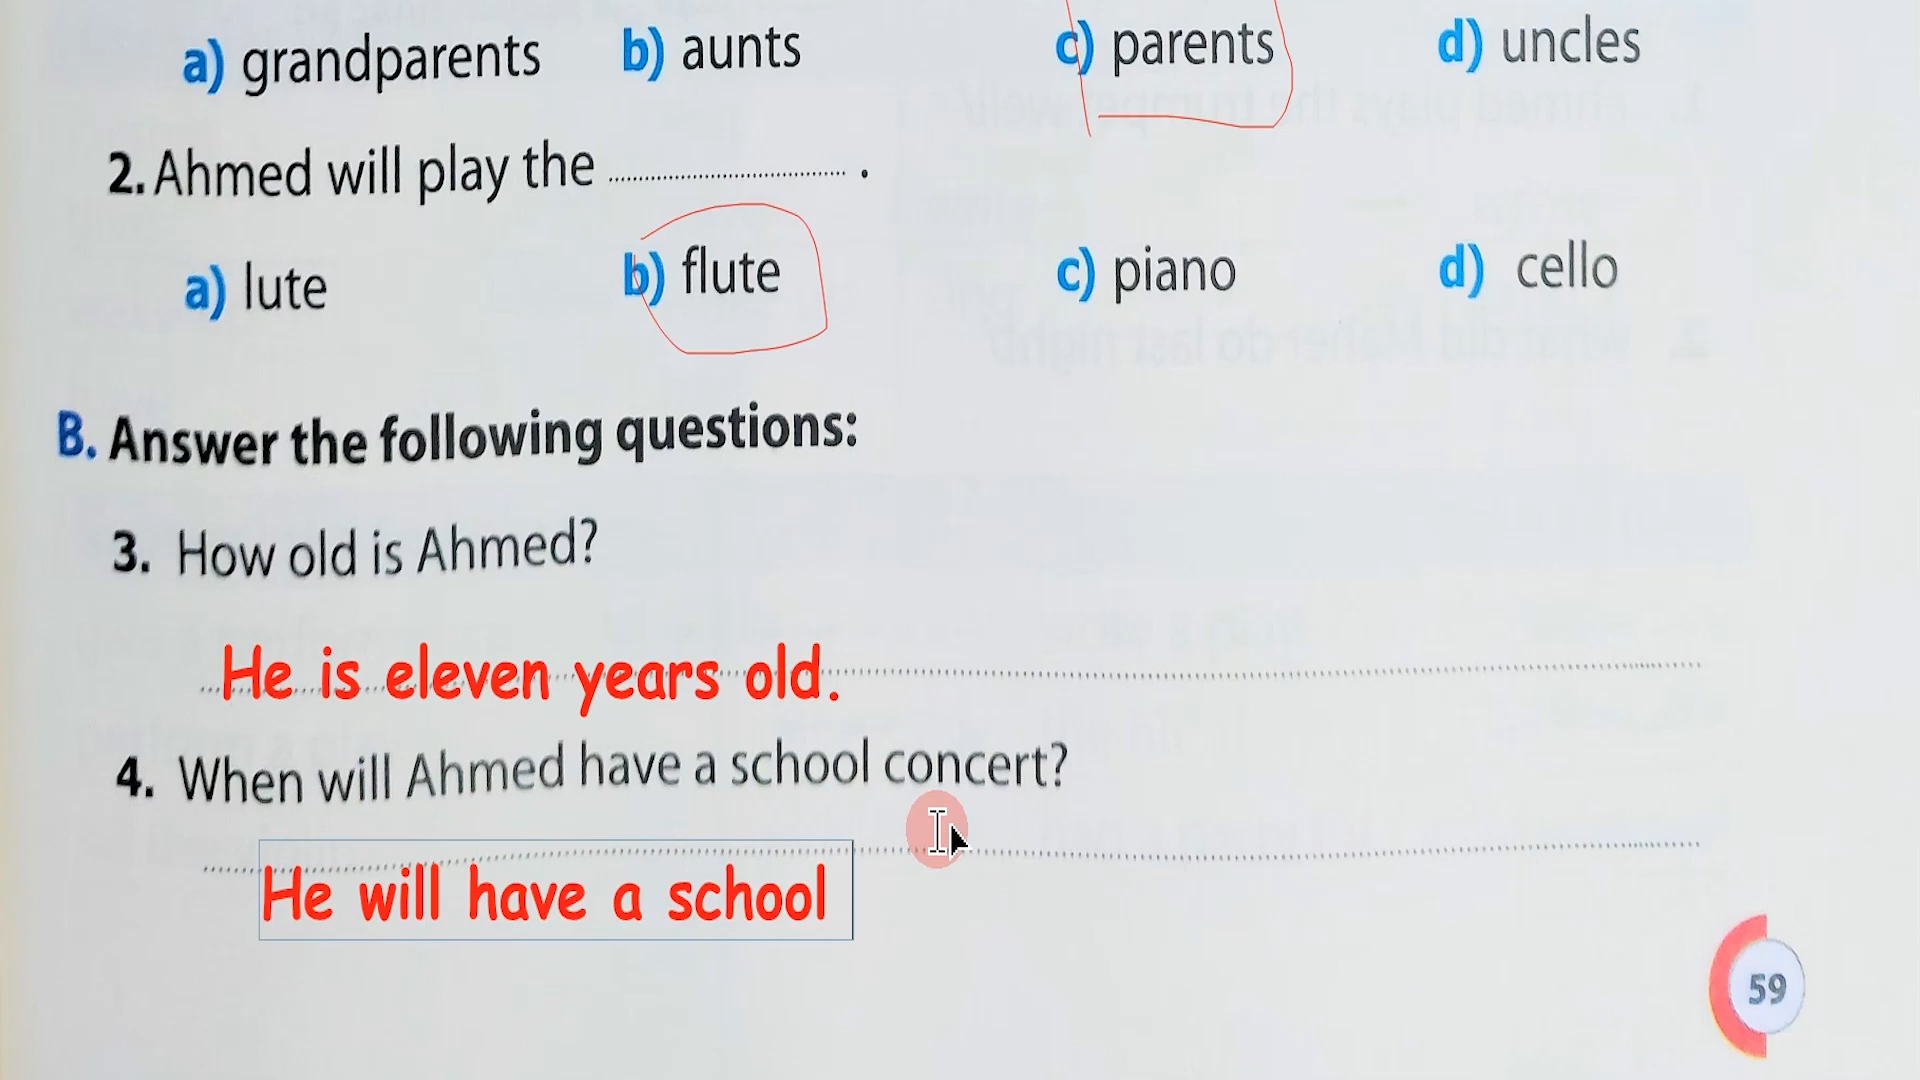 a) grandparents b) aunts c) parents d) uncles
2. Ahmed will play the .................... .
a) lute b) flute c) piano d) cello
B. Answer the following questions:
3. How old is Ahmed?
He is eleven years old.
4. When will Ahmed have a school concert?
He will have a school
59